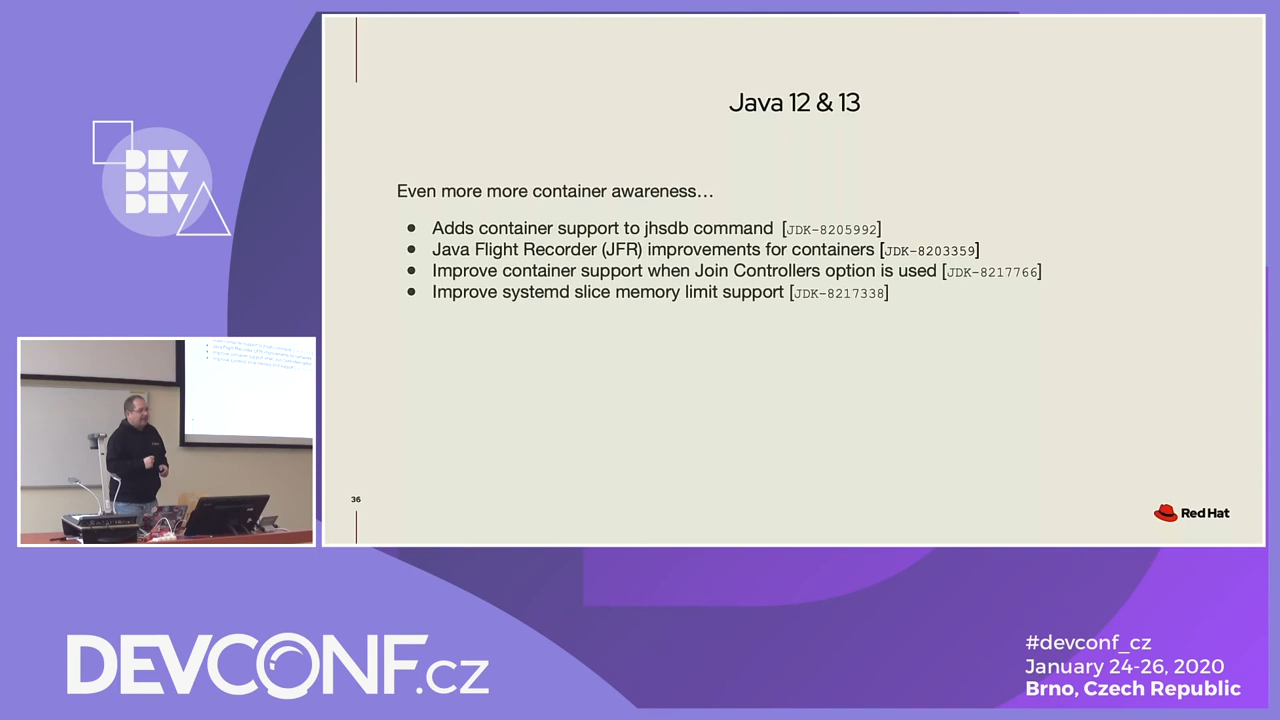 DEV
DEV
DEV
Java 12 & 13
Even more more container awareness…
● Adds container support to jhsdb command [JDK-8205992]
● Java Flight Recorder (JFR) improvements for containers [JDK-8203359]
● Improve container support when Join Controllers option is used [JDK-8217766]
● Improve systemd slice memory limit support [JDK-8217338]
36
Red Hat
DEVCONF.cz
#devconf_cz
January 24-26, 2020
Brno, Czech Republic